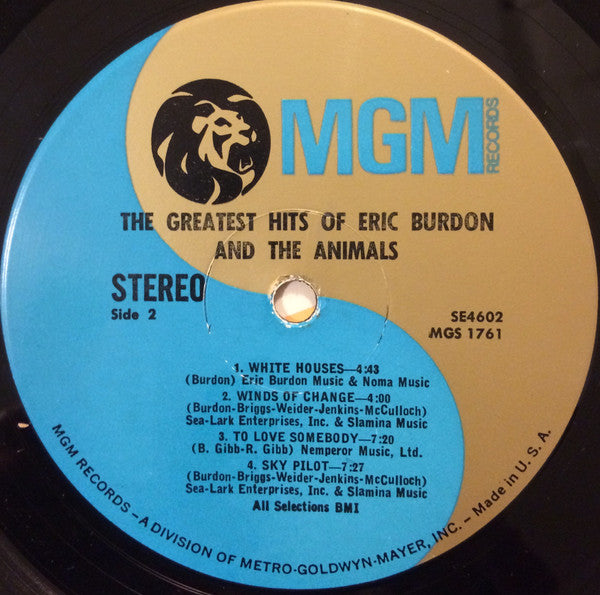 MGM
RECORDS
THE GREATEST HITS OF ERIC BURDON
AND THE ANIMALS
STEREO
Side 2
SE4602
MGS 1761
1. WHITE HOUSES—4:43
(Burdon) Eric Burdon Music & Noma Music
2. WINDS OF CHANGE—4:00
(Burdon-Briggs-Weider-Jenkins-McCulloch)
Sea-Lark Enterprises, Inc. & Slamina Music
3. TO LOVE SOMEBODY—7:20
(B. Gibb-R. Gibb) Nemperor Music, Ltd.
4. SKY PILOT—7:27
(Burdon-Briggs-Weider-Jenkins-McCulloch)
Sea-Lark Enterprises, Inc. & Slamina Music
All Selections BMI
MGM RECORDS—A DIVISION OF METRO-GOLDWYN-MAYER, INC.—Made in U. S. A.